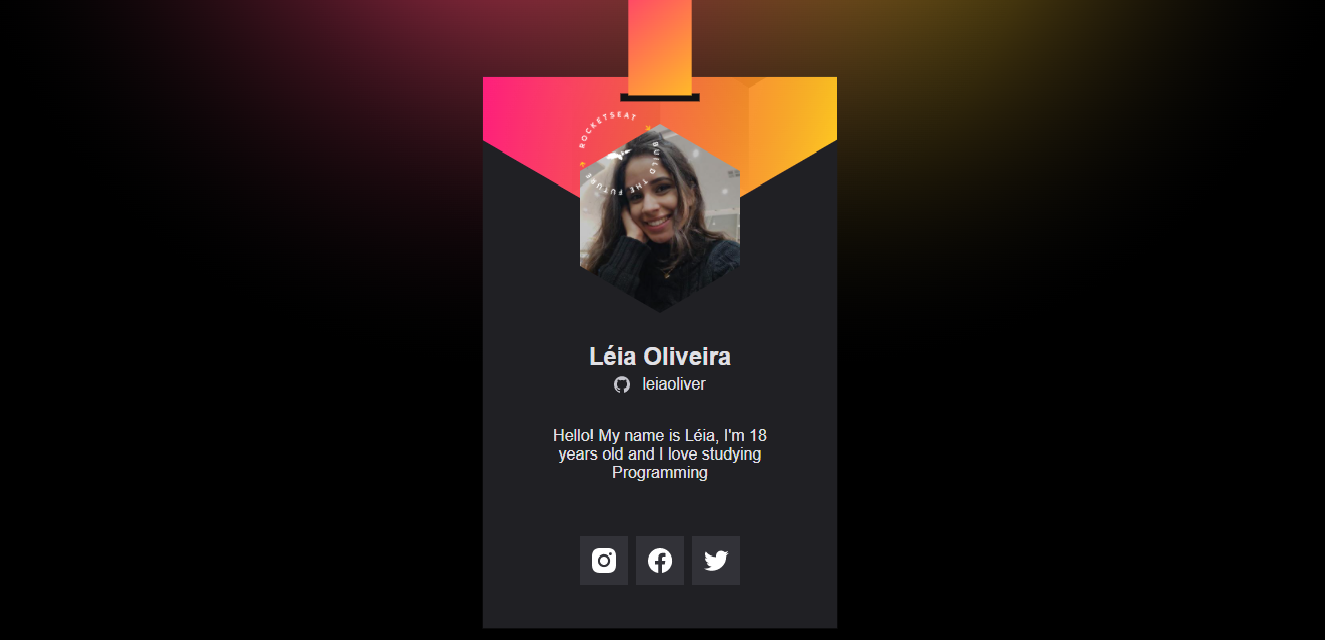 ROCKETSEAT
BUILD THE FUTURE
Léia Oliveira
leiaoliver
Hello! My name is Léia, I'm 18
years old and I love studying
Programming